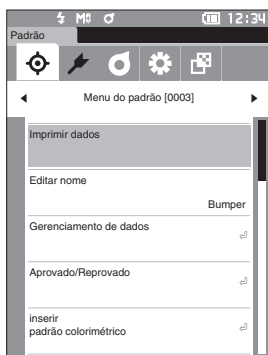 12:34
Padrão
Menu do padrão [0003]
Imprimir dados
Editar nome
Bumper
Gerenciamento de dados
Aprovado/Reprovado
inserir
padrão colorimétrico